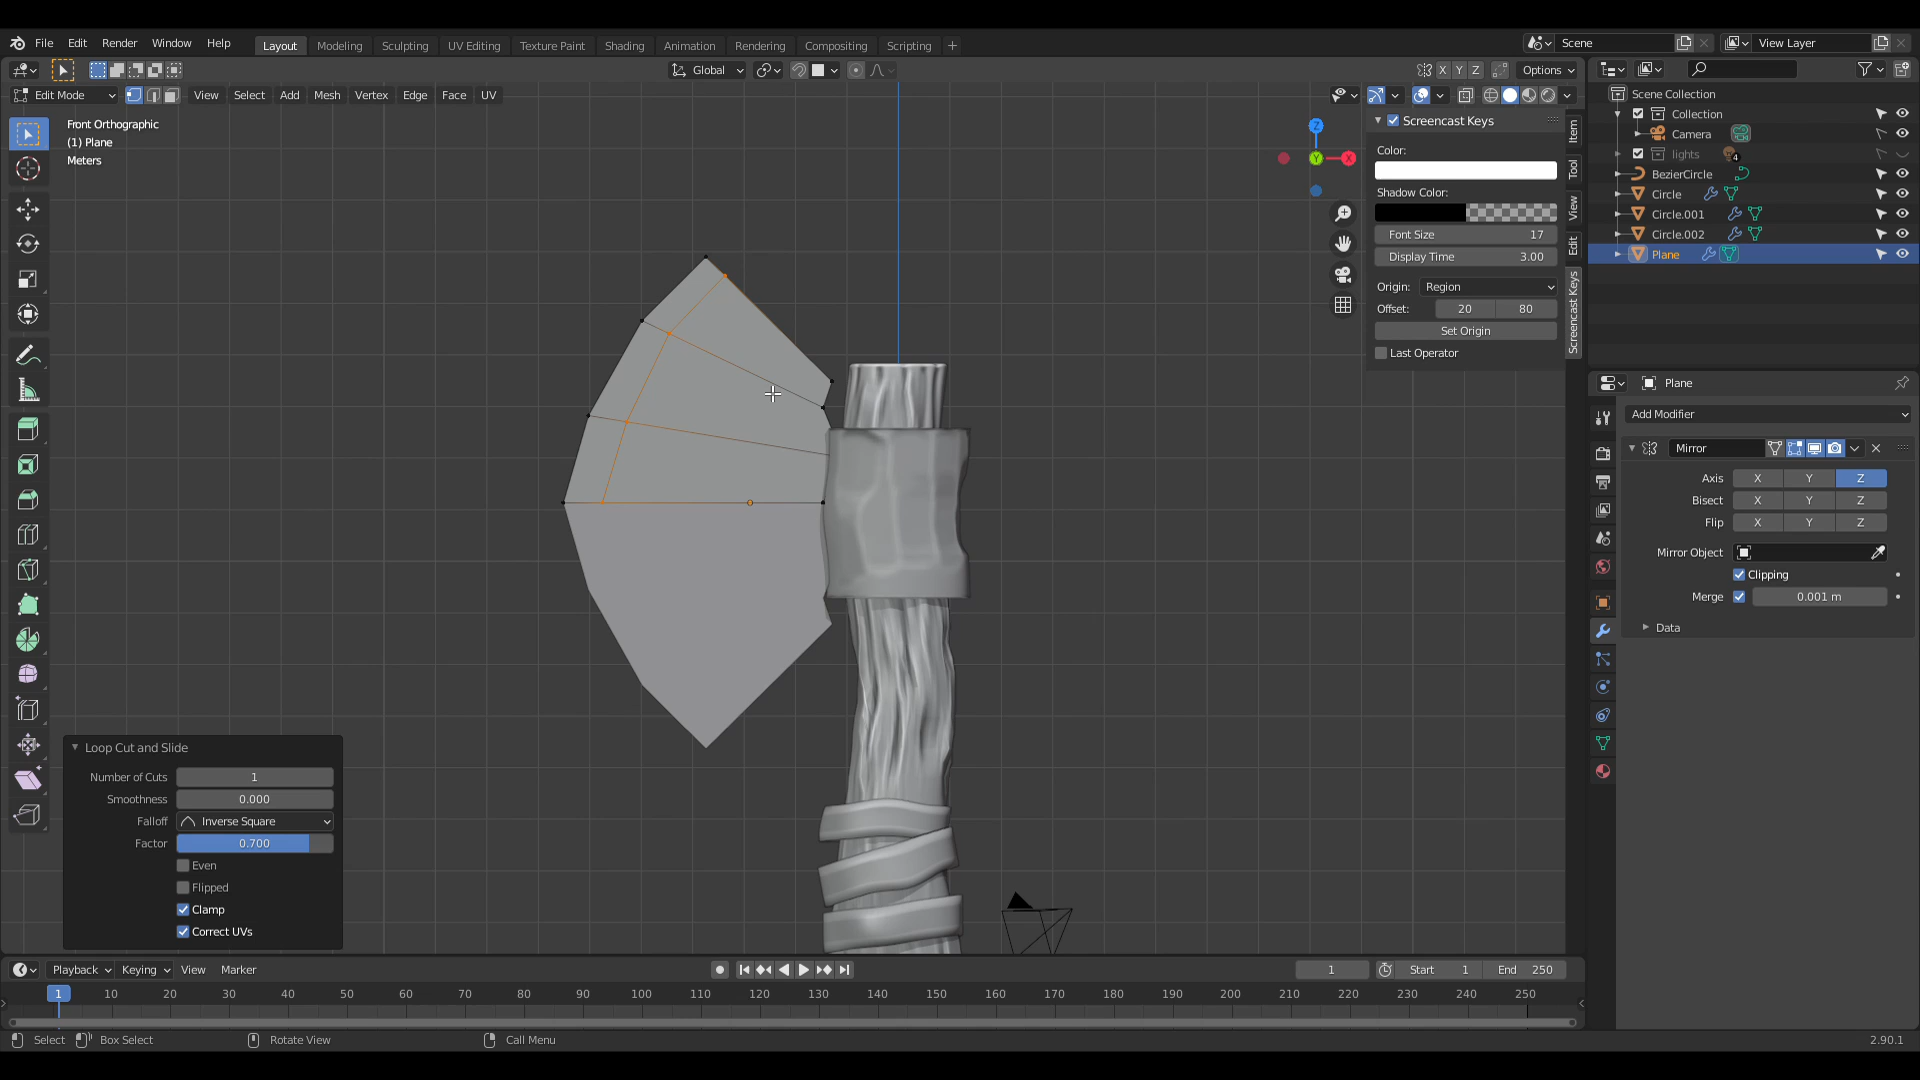 File Edit Render Window Help Layout Modeling Sculpting UV Editing Texture Paint Shading Animation Rendering Compositing Scripting + Scene View Layer
Global X Y Z Options
Edit Mode View Select Add Mesh Vertex Edge Face UV
Front Orthographic
(1) Plane
Meters
Z
Y
X
Screencast Keys
Color:
Shadow Color:
Font Size 17
Display Time 3.00
Origin: Region
Offset: 20 80
Set Origin
Last Operator
Item
Tool
View
Edit
Screencast Keys
Scene Collection
Collection
Camera
lights 4
BezierCircle
Circle
Circle.001
Circle.002
Plane
Plane
Add Modifier
Mirror
Axis X Y Z
Bisect X Y Z
Flip X Y Z
Mirror Object
Clipping
Merge 0.001 m
Data
Loop Cut and Slide
Number of Cuts 1
Smoothness 0.000
Falloff Inverse Square
Factor 0.700
Even
Flipped
Clamp
Correct UVs
Playback Keying View Marker 1 Start 1 End 250
1 10 20 30 40 50 60 70 80 90 100 110 120 130 140 150 160 170 180 190 200 210 220 230 240 250
Select Box Select Rotate View Call Menu 2.90.1